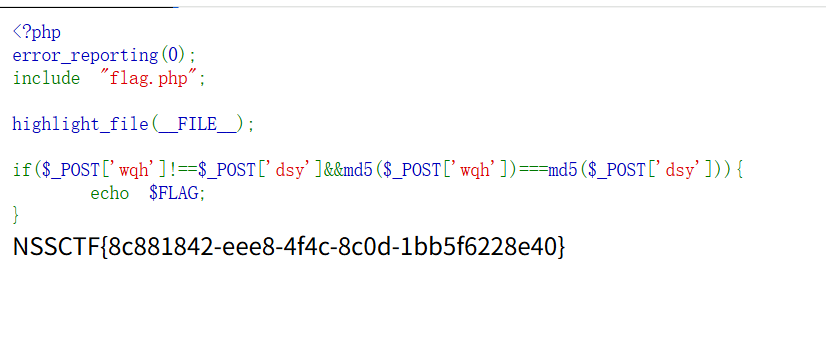 <?php
error_reporting(0);
include "flag.php";
highlight_file(__FILE__);
if($_POST['wqh']!==$_POST['dsy']&&md5($_POST['wqh'])===md5($_POST['dsy'])){
echo $FLAG;
}
NSSCTF{8c881842-eee8-4f4c-8c0d-1bb5f6228e40}